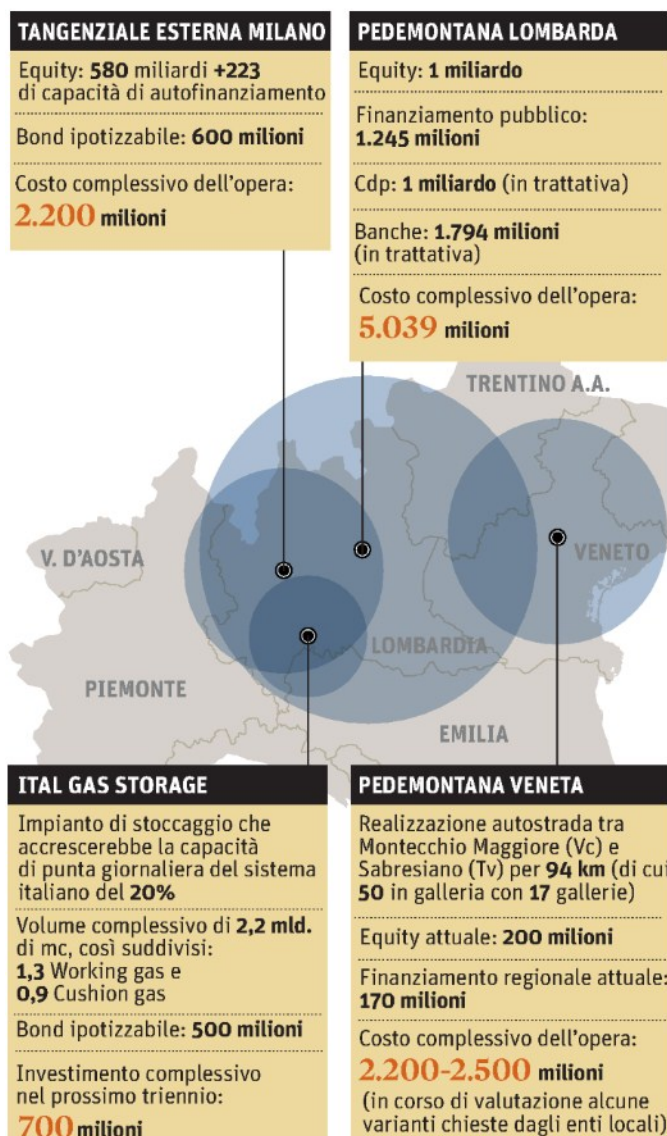 TANGENZIALE ESTERNA MILANO
Equity: 580 miliardi +223
di capacità di autofinanziamento
Bond ipotizzabile: 600 milioni
Costo complessivo dell'opera:
2.200 milioni
PEDEMONTANA LOMBARDA
Equity: 1 miliardo
Finanziamento pubblico:
1.245 milioni
Cdp: 1 miliardo (in trattativa)
Banche: 1.794 milioni
(in trattativa)
Costo complessivo dell'opera:
5.039 milioni
TRENTINO A.A.
V. D'AOSTA
VENETO
LOMBARDIA
PIEMONTE
EMILIA
ITAL GAS STORAGE
Impianto di stoccaggio che
accrescerebbe la capacità
di punta giornaliera del sistema
italiano del 20%
Volume complessivo di 2,2 mld.
di mc, così suddivisi:
1,3 Working gas e
0,9 Cushion gas
Bond ipotizzabile: 500 milioni
Investimento complessivo
nel prossimo triennio:
700 milioni
PEDEMONTANA VENETA
Realizzazione autostrada tra
Montecchio Maggiore (Vc) e
Sabresiano (Tv) per 94 km (di cui
50 in galleria con 17 gallerie)
Equity attuale: 200 milioni
Finanziamento regionale attuale:
170 milioni
Costo complessivo dell'opera:
2.200-2.500 milioni
(in corso di valutazione alcune
varianti chieste dagli enti locali)